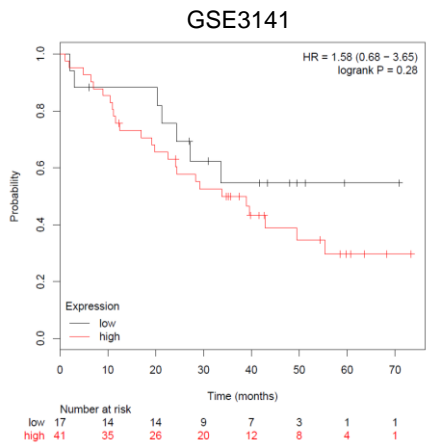 GSE3141
HR = 1.58 (0.68 − 3.65)
logrank P = 0.28
Probability
1.0
0.8
0.6
0.4
0.2
0.0
Expression
low
high
0 10 20 30 40 50 60 70
Time (months)
Number at risk
low 17 14 14 9 7 3 1 1
high 41 35 26 20 12 8 4 1